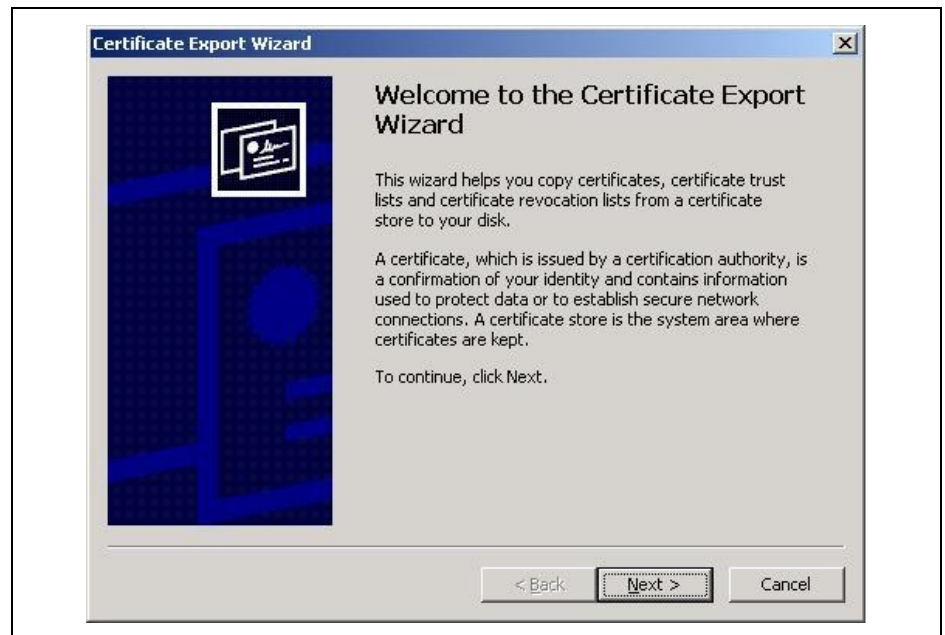 Certificate Export Wizard
Welcome to the Certificate Export
Wizard
This wizard helps you copy certificates, certificate trust
lists and certificate revocation lists from a certificate
store to your disk.
A certificate, which is issued by a certification authority, is
a confirmation of your identity and contains information
used to protect data or to establish secure network
connections. A certificate store is the system area where
certificates are kept.
To continue, click Next.
< Back Next > Cancel